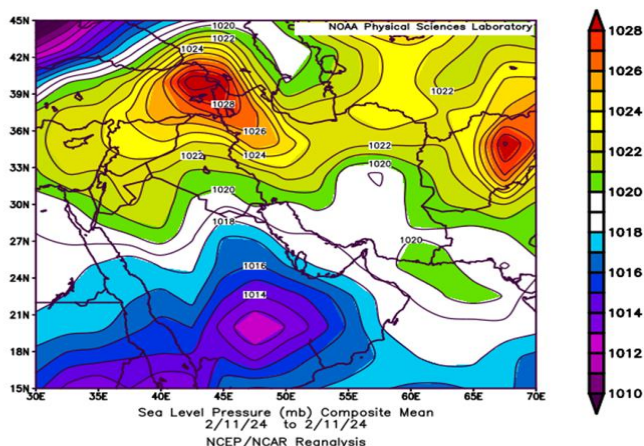 NOAA Physical Sciences Laboratory
45N
42N
39N
36N
33N
30N
27N
24N
21N
18N
15N
1020
1022
1024
1028
1026
1024
1022
1022
1022
1020
1020
1018
1020
1016
1014
30E
35E
40E
45E
50E
55E
60E
65E
70E
1028
1026
1024
1022
1020
1018
1016
1014
1012
1010
Sea Level Pressure (mb) Composite Mean
2/11/24 to 2/11/24
NCEP/NCAR Reanalysis